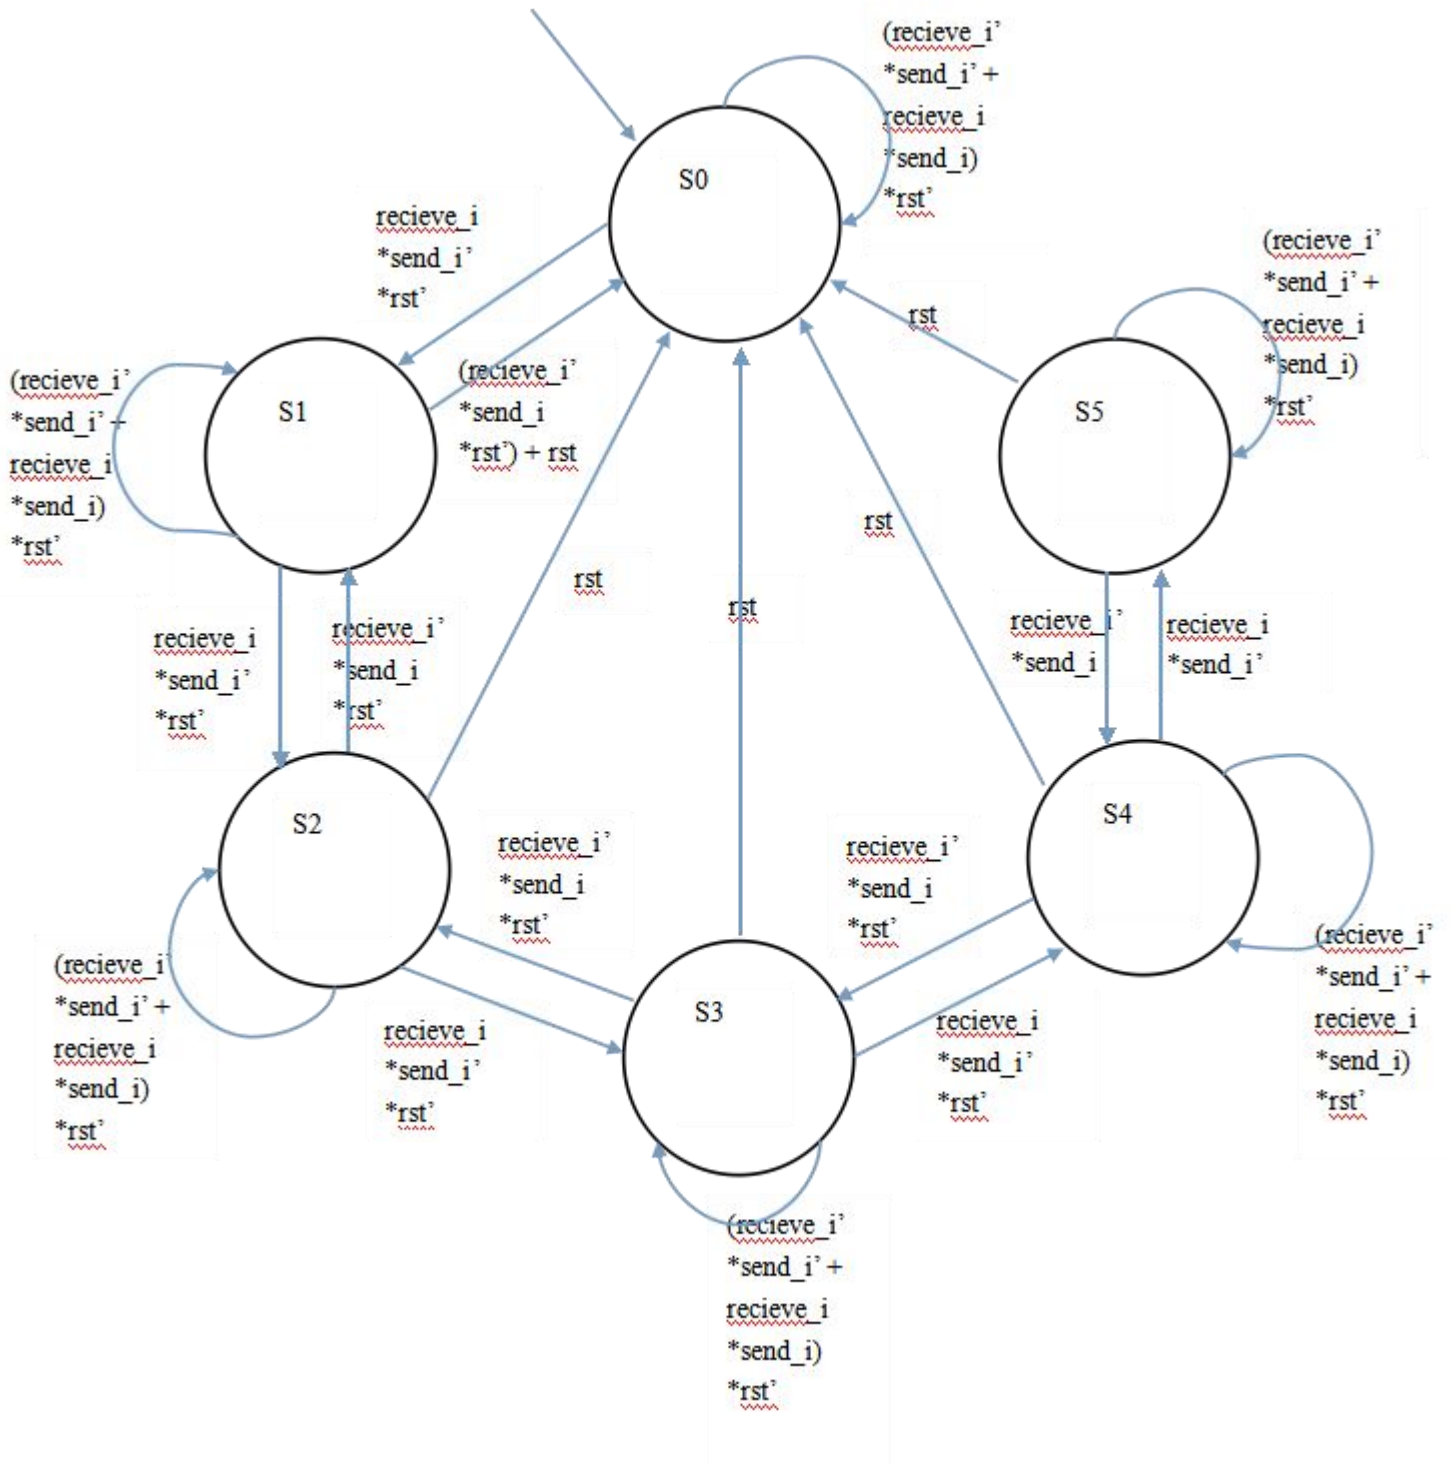 (recieve_i’
*send_i’ +
recieve_i
*send_i)
*rst’
S0
recieve_i
*send_i’
*rst’
(recieve_i’
*send_i’ +
recieve_i
*send_i)
*rst’
rst
(recieve_i’
*send_i
*rst’) + rst
(recieve_i’
*send_i’ +
recieve_i
*send_i)
*rst’
S1
S5
rst
rst
rst
recieve_i
*send_i’
*rst’
recieve_i’
*send_i
*rst’
recieve_i’
*send_i
recieve_i
*send_i’
S2
S4
recieve_i’
*send_i
*rst’
recieve_i’
*send_i
*rst’
(recieve_i’
*send_i’ +
recieve_i
*send_i)
*rst’
(recieve_i’
*send_i’ +
recieve_i
*send_i)
*rst’
S3
recieve_i
*send_i’
*rst’
recieve_i
*send_i’
*rst’
(recieve_i’
*send_i’ +
recieve_i
*send_i)
*rst’